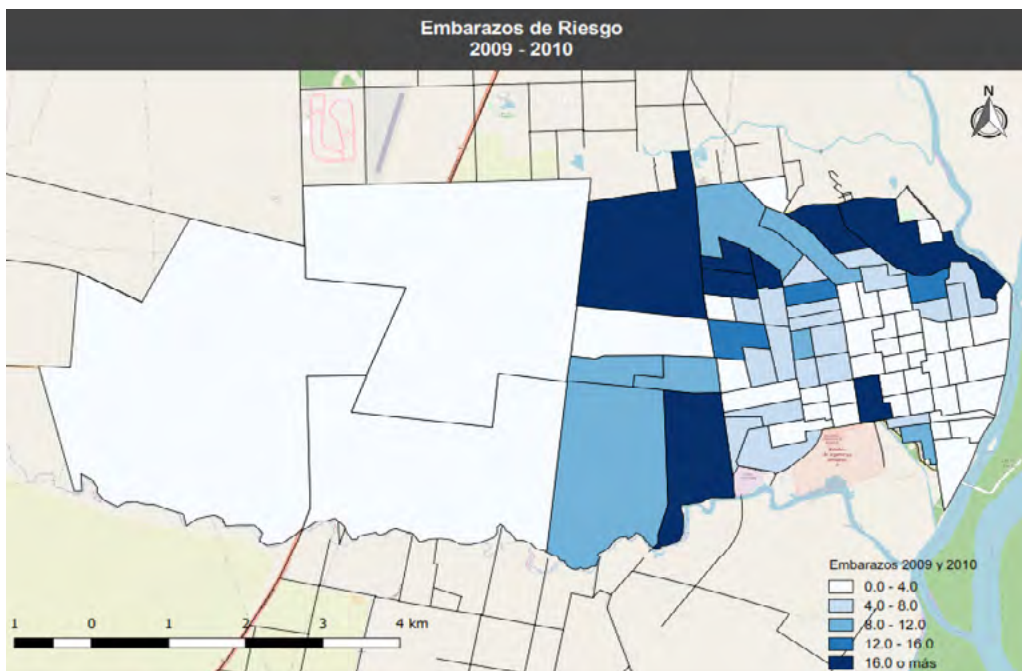 Embarazos de Riesgo
2009 - 2010
N
Embarazos 2009 y 2010
0.0 - 4.0
4.0 - 8.0
8.0 - 12.0
12.0 - 16.0
16.0 o más
1 0 1 2 3 4 km